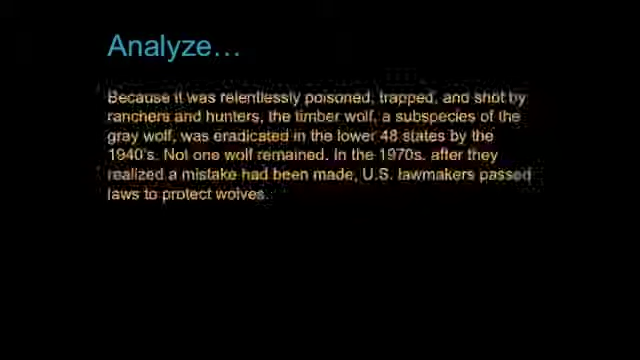 Analyze…
Because it was relentlessly poisoned, trapped, and shot by
ranchers and hunters, the timber wolf, a subspecies of the
gray wolf, was eradicated in the lower 48 states by the
1940's. Not one wolf remained. In the 1970s, after they
realized a mistake had been made, U.S. lawmakers passed
laws to protect wolves.